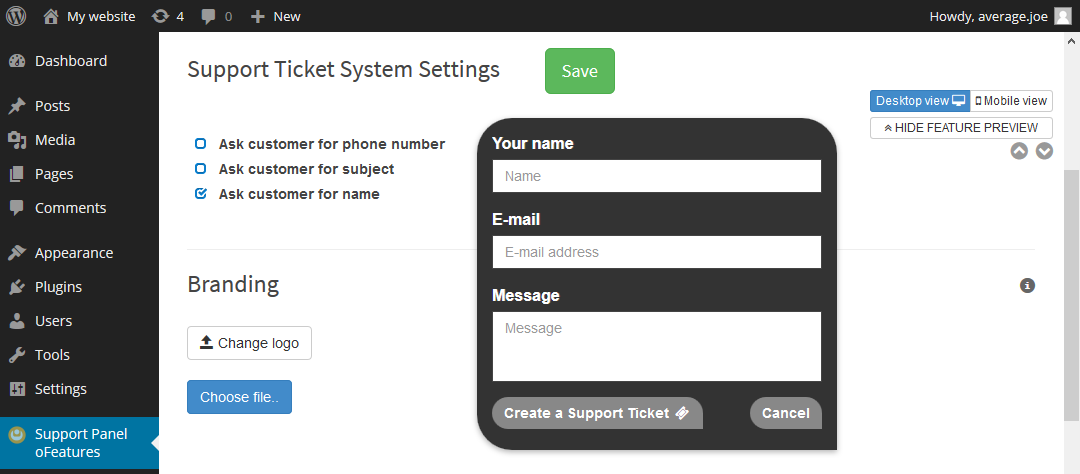 My website 4 0 + New Howdy, average.joe
Dashboard
Posts
Media
Pages
Comments
Appearance
Plugins
Users
Tools
Settings
Support Panel
oFeatures
Support Ticket System Settings Save
Desktop view Mobile view
HIDE FEATURE PREVIEW
Ask customer for phone number
Ask customer for subject
Ask customer for name
Branding
Change logo
Choose file..
Your name
Name
E-mail
E-mail address
Message
Message
Create a Support Ticket Cancel